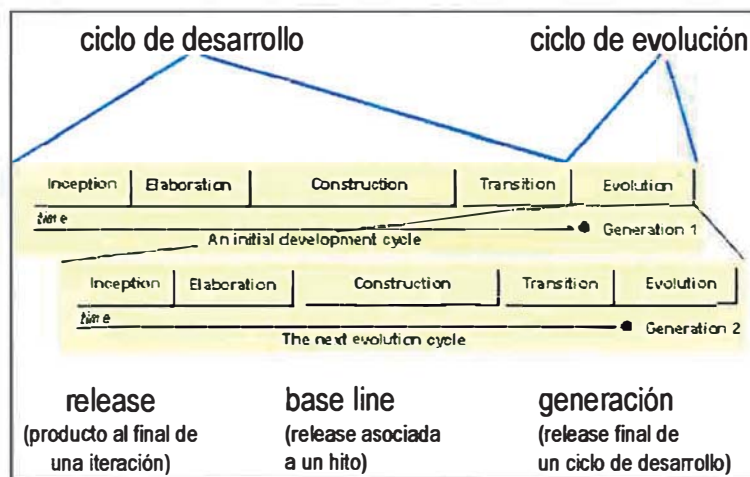 ciclo de desarrollo ciclo de evolución
Inception Elaboration Construction Transition Evolution
time
An initial development cycle Generation 1
Inception Elaboration Construction Transition Evolution
time
The next evolution cycle Generation 2
release base line generación
(producto al final de (release asociada (release final de
una iteración) a un hito) un ciclo de desarrollo)